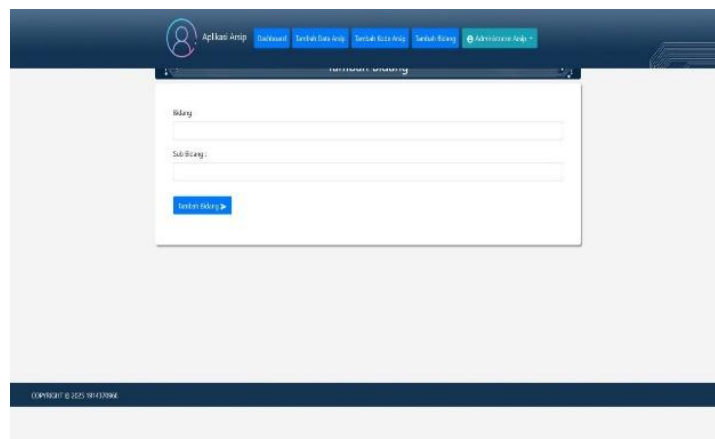 Aplikasi Arsip Dashboard Tambah Data Arsip Tambah Kode Arsip Tambah Bidang Administrator Arsip
Tambah Bidang
Bidang
Sub Bidang :
Tambah Bidang
COPYRIGHT © 2025